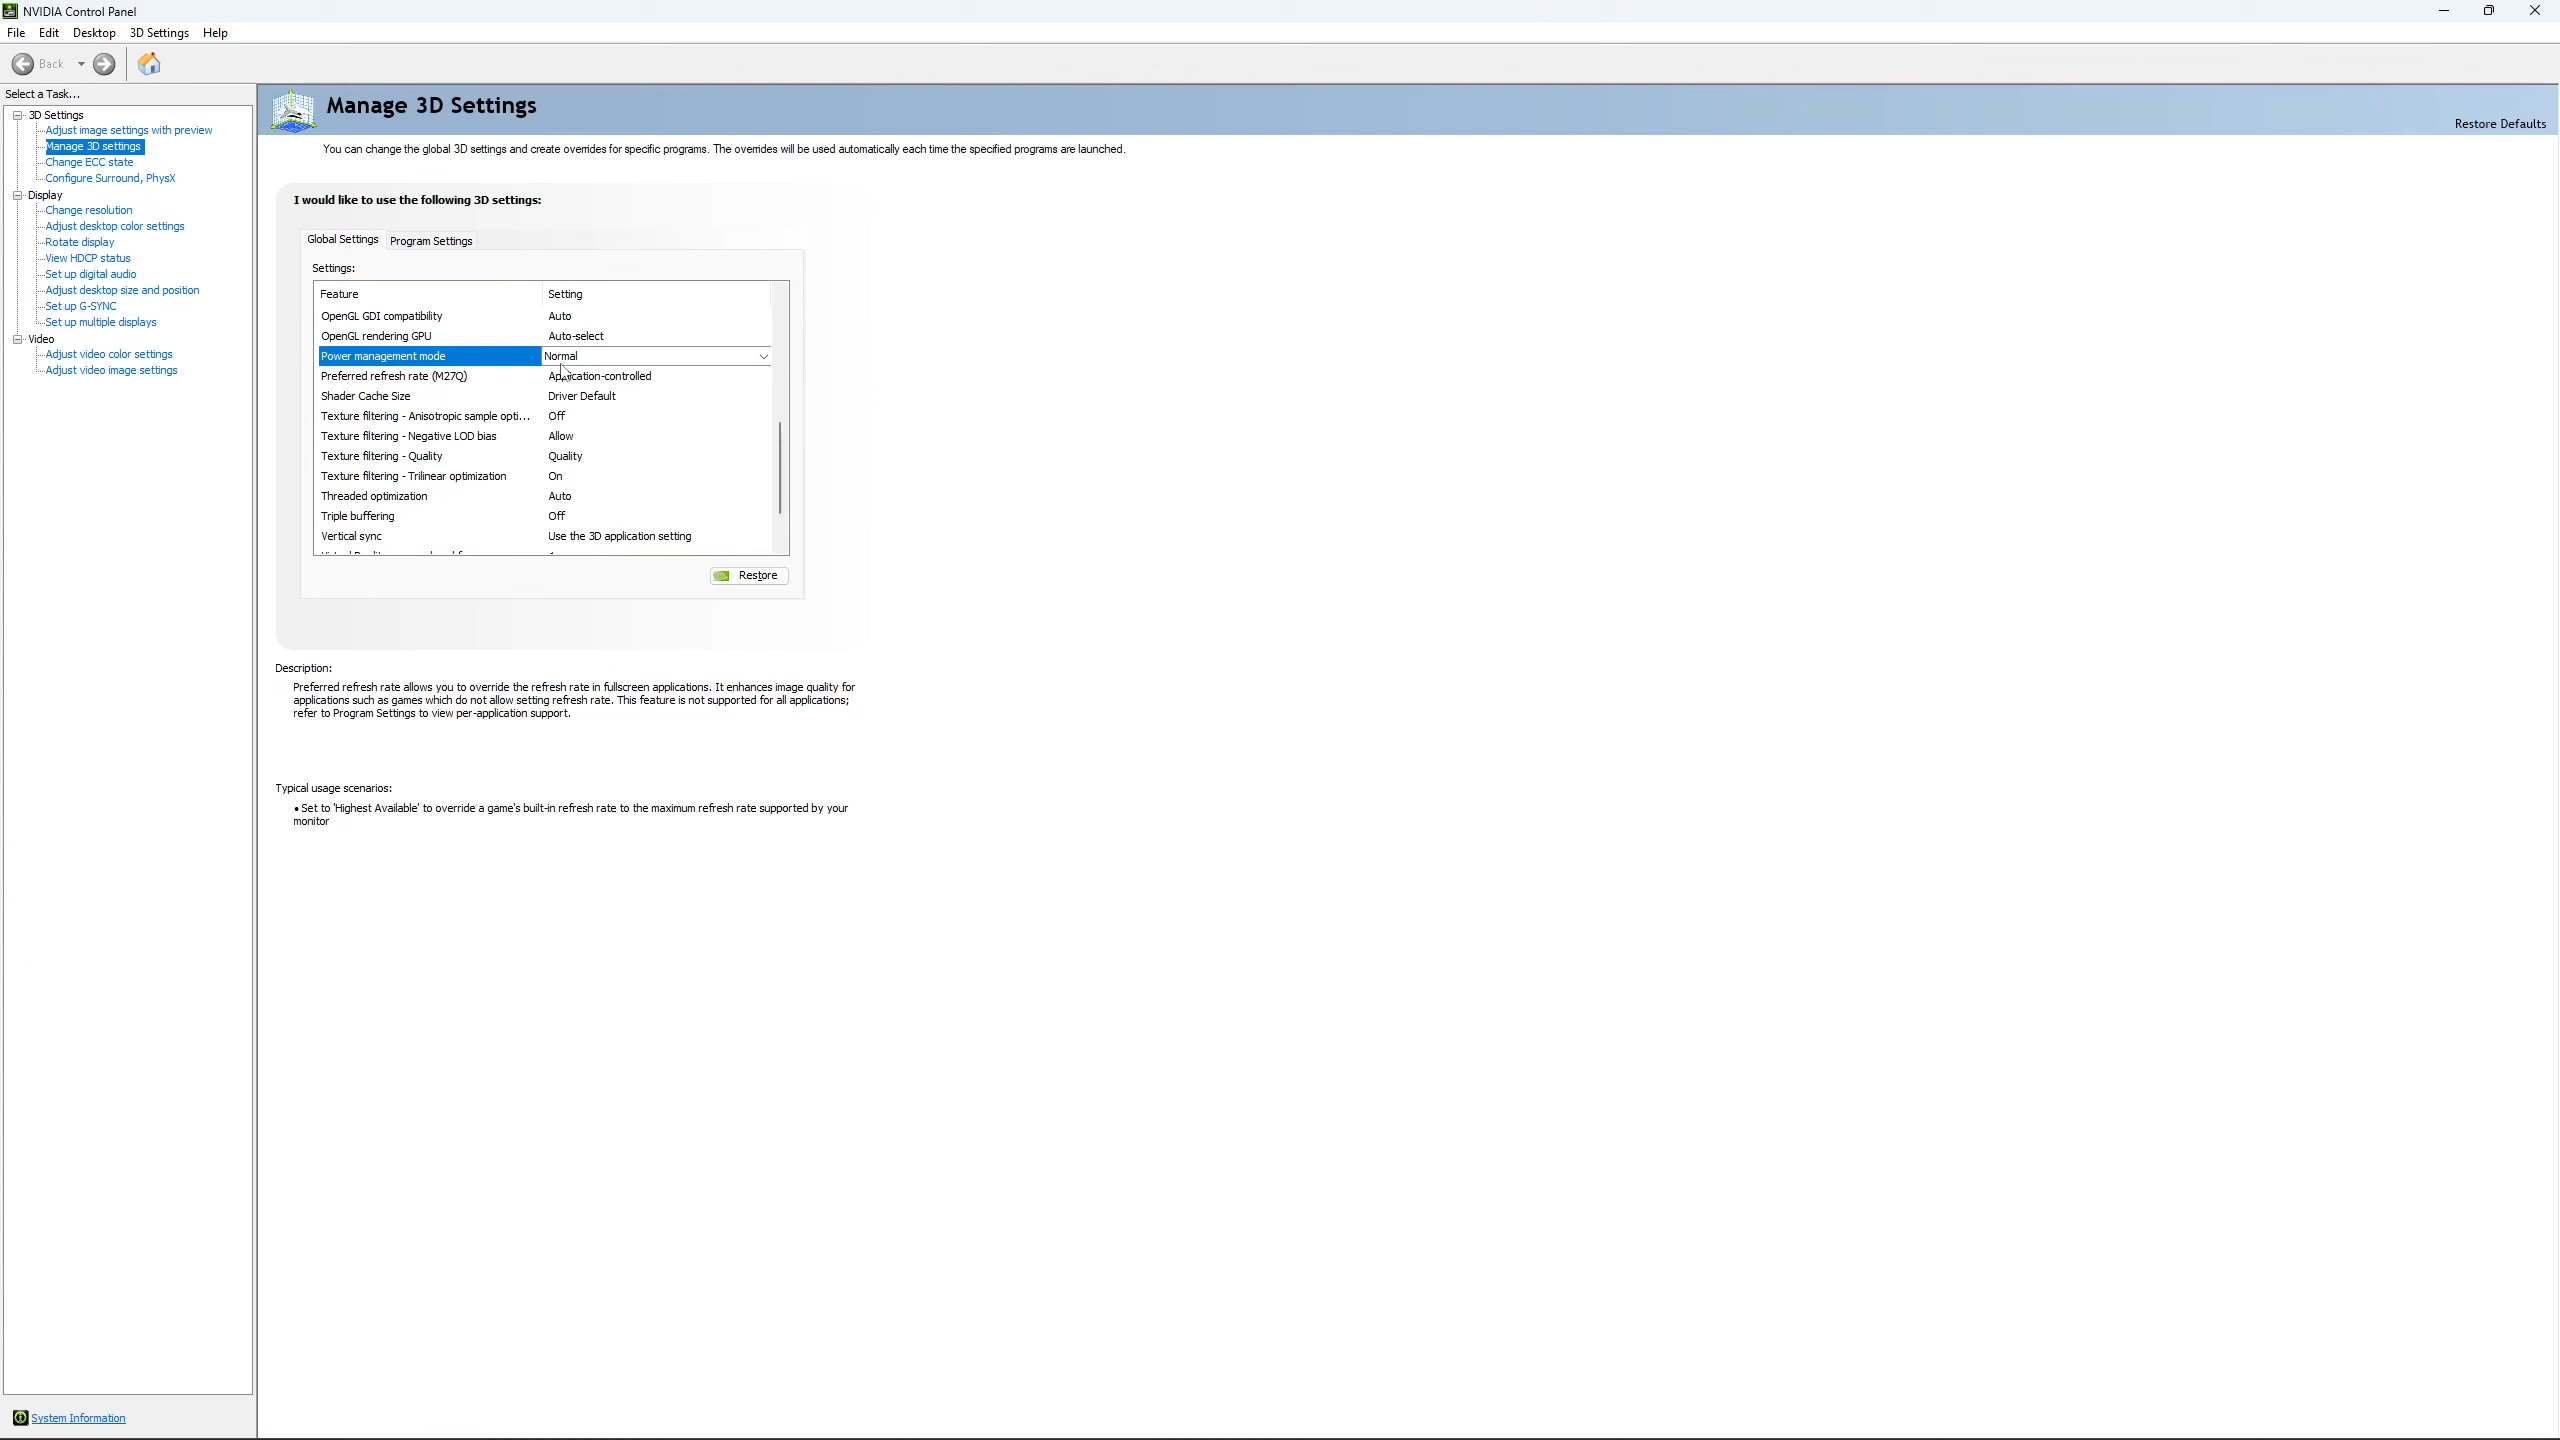 NVIDIA Control Panel
File Edit Desktop 3D Settings Help
Back
Select a Task...
3D Settings
Adjust image settings with preview
Manage 3D settings
Change ECC state
Configure Surround, PhysX
Display
Change resolution
Adjust desktop color settings
Rotate display
View HDCP status
Set up digital audio
Adjust desktop size and position
Set up G-SYNC
Set up multiple displays
Video
Adjust video color settings
Adjust video image settings
System Information
Manage 3D Settings
Restore Defaults
You can change the global 3D settings and create overrides for specific programs. The overrides will be used automatically each time the specified programs are launched.
I would like to use the following 3D settings:
Global Settings Program Settings
Settings:
Feature Setting
OpenGL GDI compatibility Auto
OpenGL rendering GPU Auto-select
Power management mode Normal
Preferred refresh rate (M27Q) Application-controlled
Shader Cache Size Driver Default
Texture filtering - Anisotropic sample opti... Off
Texture filtering - Negative LOD bias Allow
Texture filtering - Quality Quality
Texture filtering - Trilinear optimization On
Threaded optimization Auto
Triple buffering Off
Vertical sync Use the 3D application setting
Restore
Description:
Preferred refresh rate allows you to override the refresh rate in fullscreen applications. It enhances image quality for
applications such as games which do not allow setting refresh rate. This feature is not supported for all applications;
refer to Program Settings to view per-application support.
Typical usage scenarios:
• Set to 'Highest Available' to override a game's built-in refresh rate to the maximum refresh rate supported by your
monitor